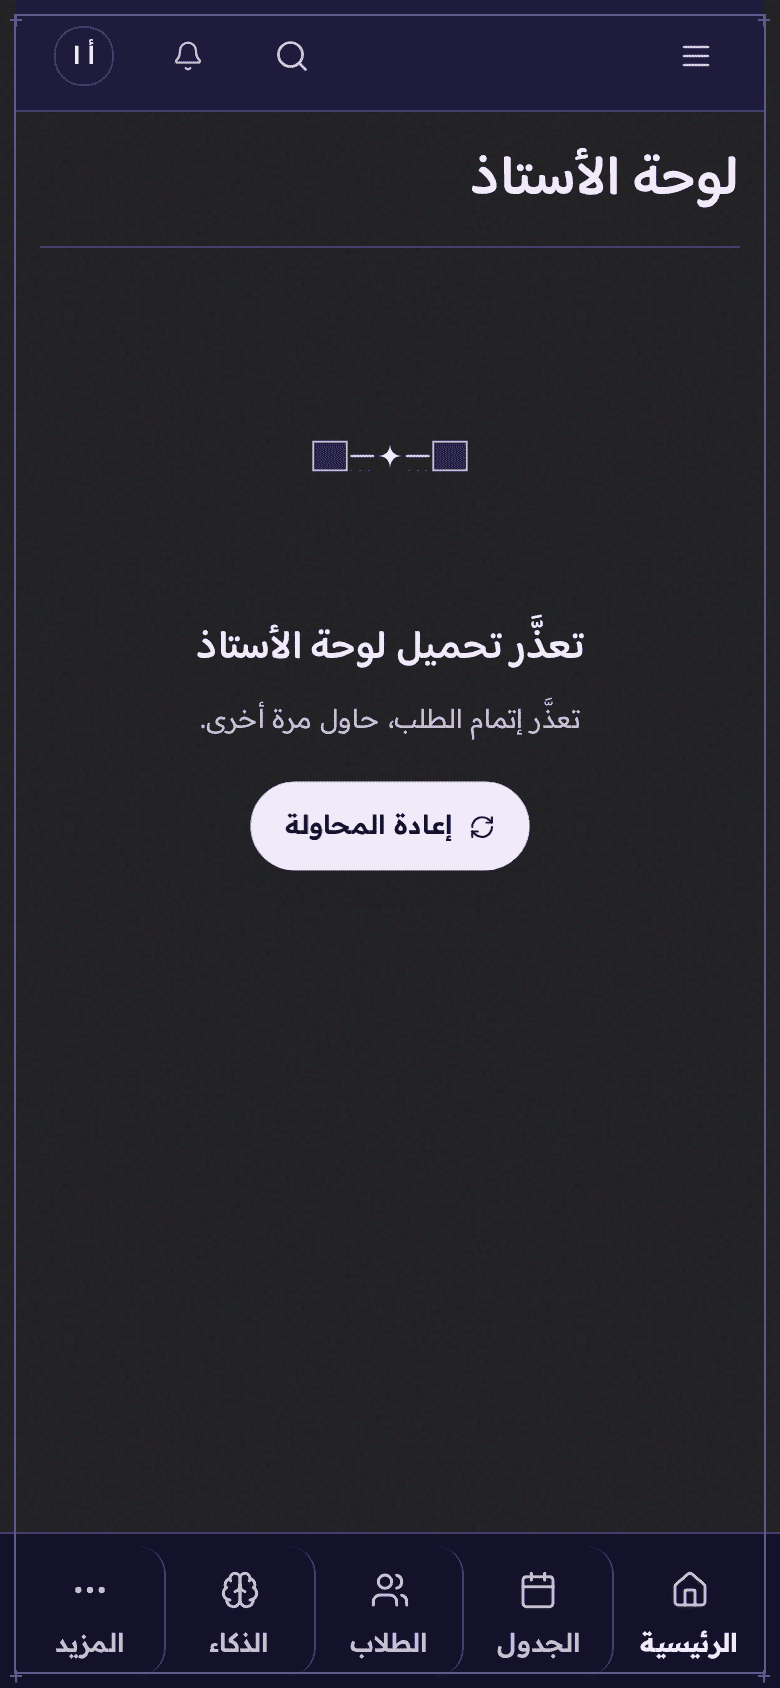 أ ا
لوحة الأستاذ
تعذَّر تحميل لوحة الأستاذ
تعذَّر إتمام الطلب، حاول مرة أخرى.
إعادة المحاولة
الرئيسية
الجدول
الطلاب
الذكاء
المزيد